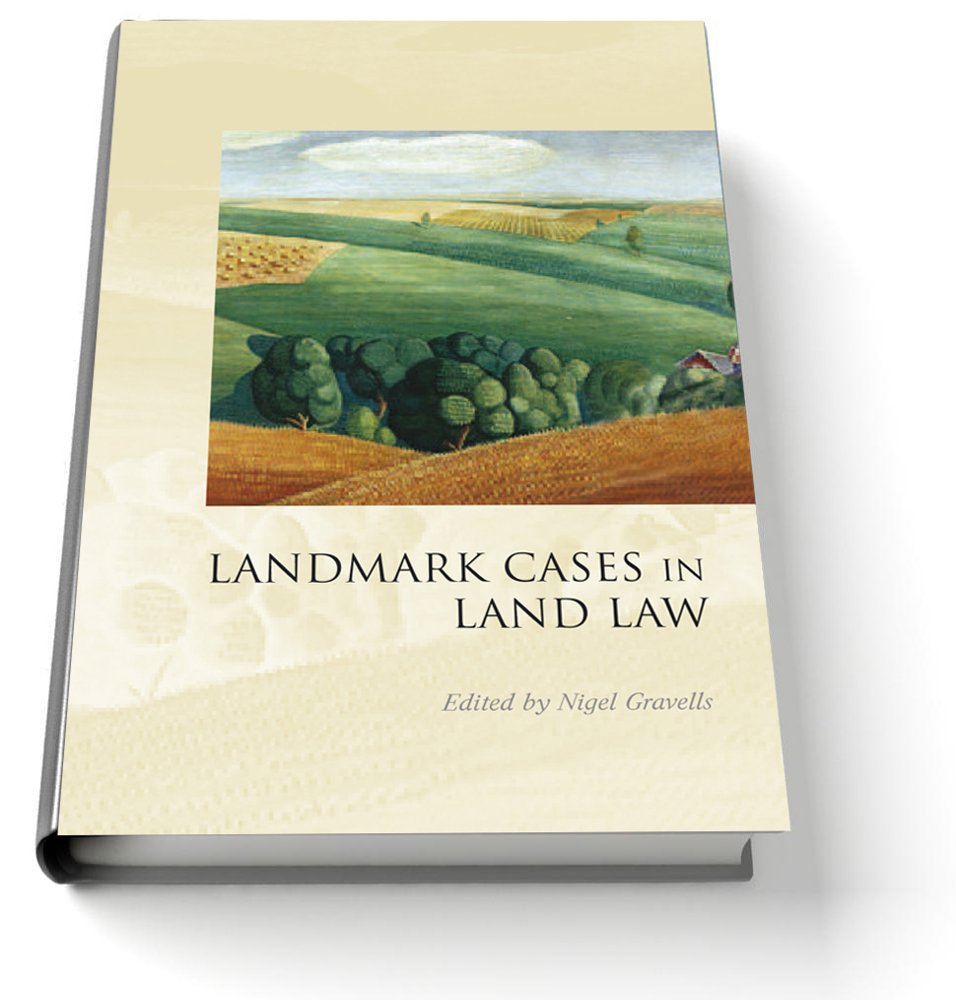 LANDMARK CASES IN
LAND LAW
Edited by Nigel Gravells